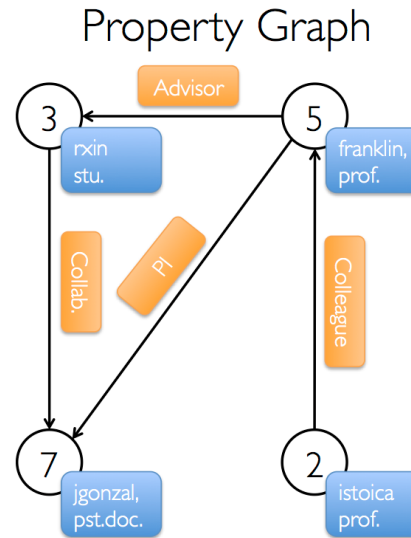 Property Graph
Advisor
3
5
rxin
stu.
franklin,
prof.
Collab.
PI
Colleague
7
2
jgonzal,
pst.doc.
istoica
prof.